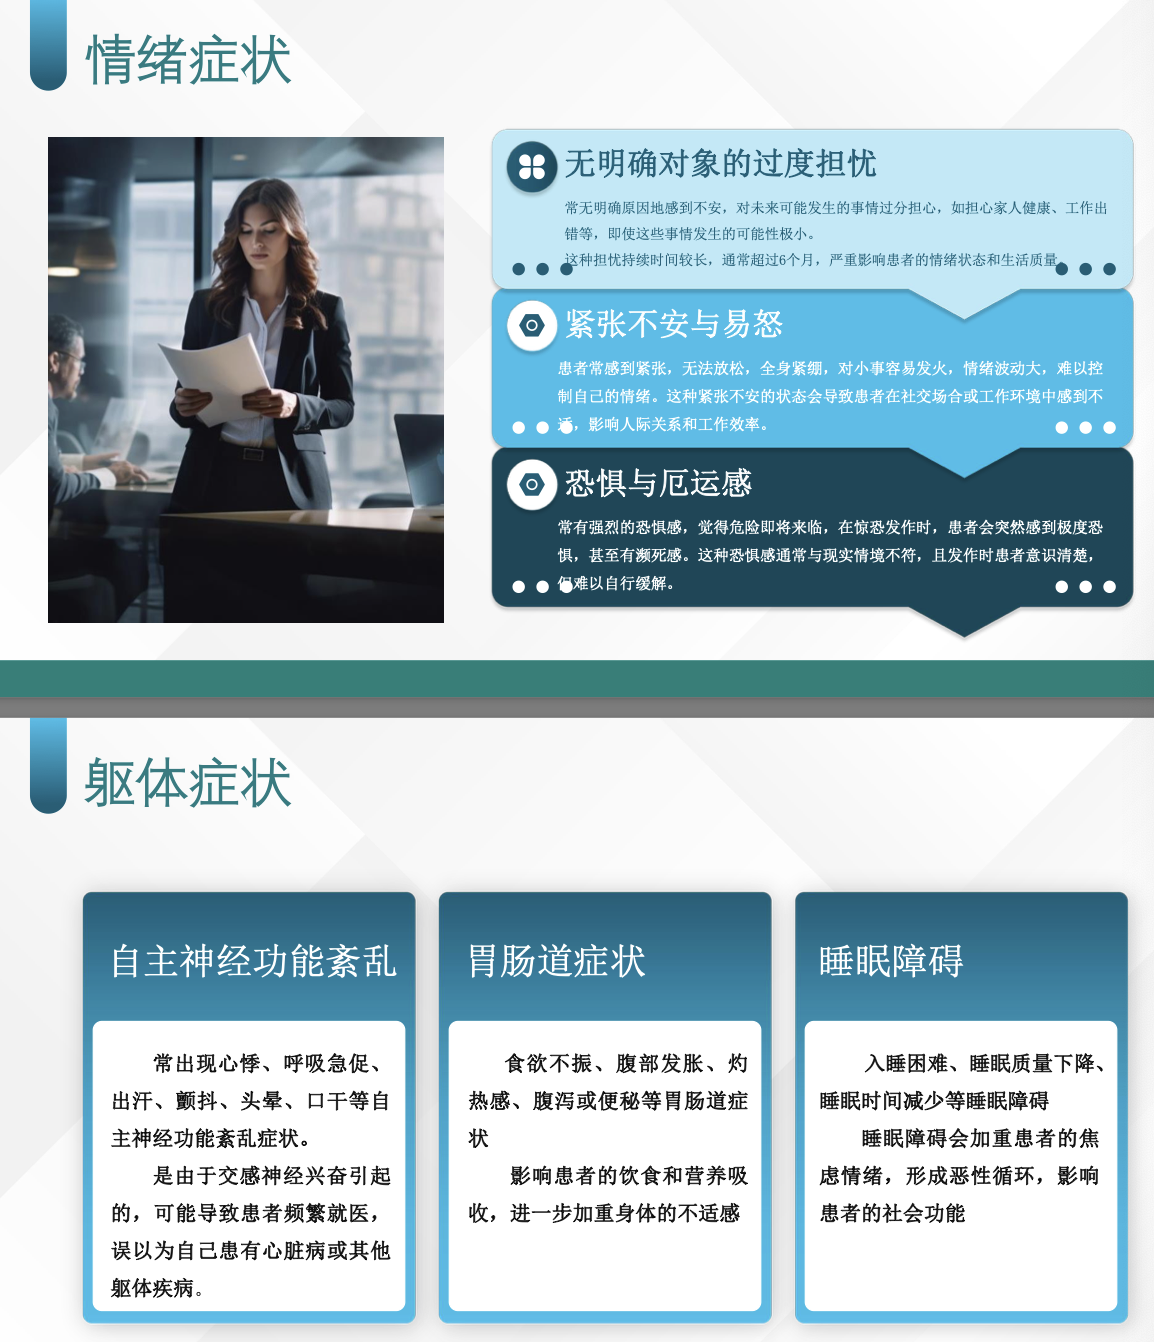 情绪症状
无明确对象的过度担忧
常无明确原因地感到不安，对未来可能发生的事情过分担心，如担心家人健康、工作出
错等，即使这些事情发生的可能性极小。
这种担忧持续时间较长，通常超过6个月，严重影响患者的情绪状态和生活质量。
紧张不安与易怒
患者常感到紧张，无法放松，全身紧绷，对小事容易发火，情绪波动大，难以控
制自己的情绪。这种紧张不安的状态会导致患者在社交场合或工作环境中感到不
适，影响人际关系和工作效率。
恐惧与厄运感
常有强烈的恐惧感，觉得危险即将来临，在惊恐发作时，患者会突然感到极度恐
惧，甚至有濒死感。这种恐惧感通常与现实情境不符，且发作时患者意识清楚，
但难以自行缓解。
躯体症状
自主神经功能紊乱
常出现心悸、呼吸急促、
出汗、颤抖、头晕、口干等自
主神经功能紊乱症状。
是由于交感神经兴奋引起
的，可能导致患者频繁就医，
误以为自己患有心脏病或其他
躯体疾病。
胃肠道症状
食欲不振、腹部发胀、灼
热感、腹泻或便秘等胃肠道症
状
影响患者的饮食和营养吸
收，进一步加重身体的不适感
睡眠障碍
入睡困难、睡眠质量下降、
睡眠时间减少等睡眠障碍
睡眠障碍会加重患者的焦
虑情绪，形成恶性循环，影响
患者的社会功能